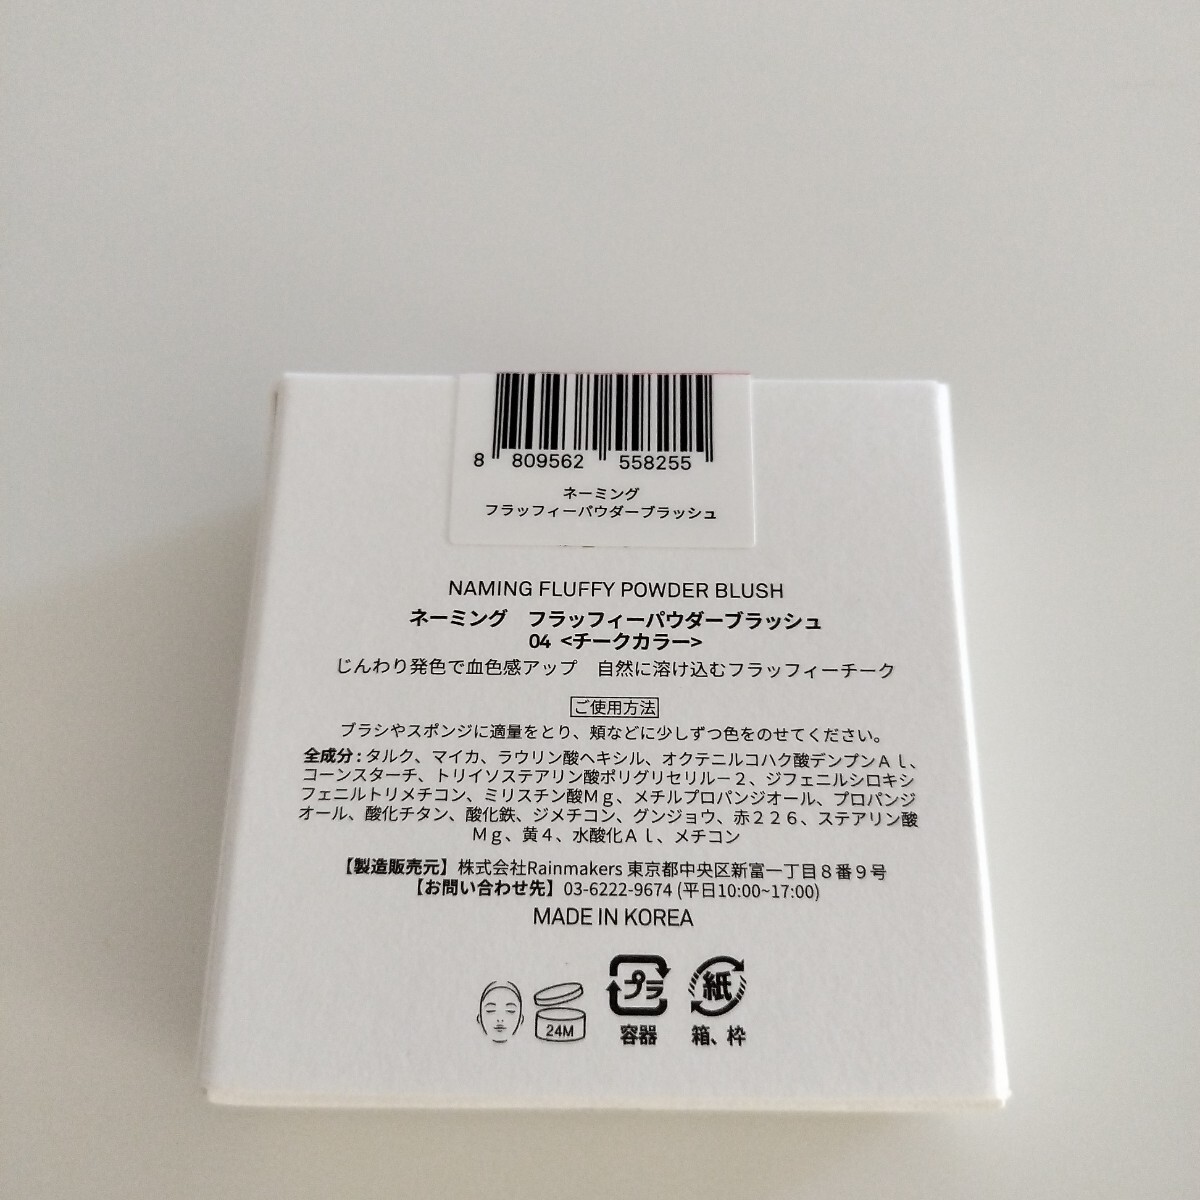 8 809562 558255
ネーミング
フラッフィーパウダーブラッシュ
NAMING FLUFFY POWDER BLUSH
ネーミング　フラッフィーパウダーブラッシュ
04 <チークカラー>
じんわり発色で血色感アップ　自然に溶け込むフラッフィーチーク
ご使用方法
ブラシやスポンジに適量をとり、頬などに少しずつ色をのせてください。
全成分 : タルク、マイカ、ラウリン酸ヘキシル、オクテニルコハク酸デンプンＡｌ、
コーンスターチ、トリイソステアリン酸ポリグリセリル－２、ジフェニルシロキシ
フェニルトリメチコン、ミリスチン酸Ｍｇ、メチルプロパンジオール、プロパンジ
オール、酸化チタン、酸化鉄、ジメチコン、グンジョウ、赤２２６、ステアリン酸
Ｍｇ、黄４、水酸化Ａｌ、メチコン
【製造販売元】株式会社Rainmakers 東京都中央区新富一丁目８番９号
【お問い合わせ先】03-6222-9674 (平日10:00~17:00)
MADE IN KOREA
24M
プラ
紙
容器
箱、枠